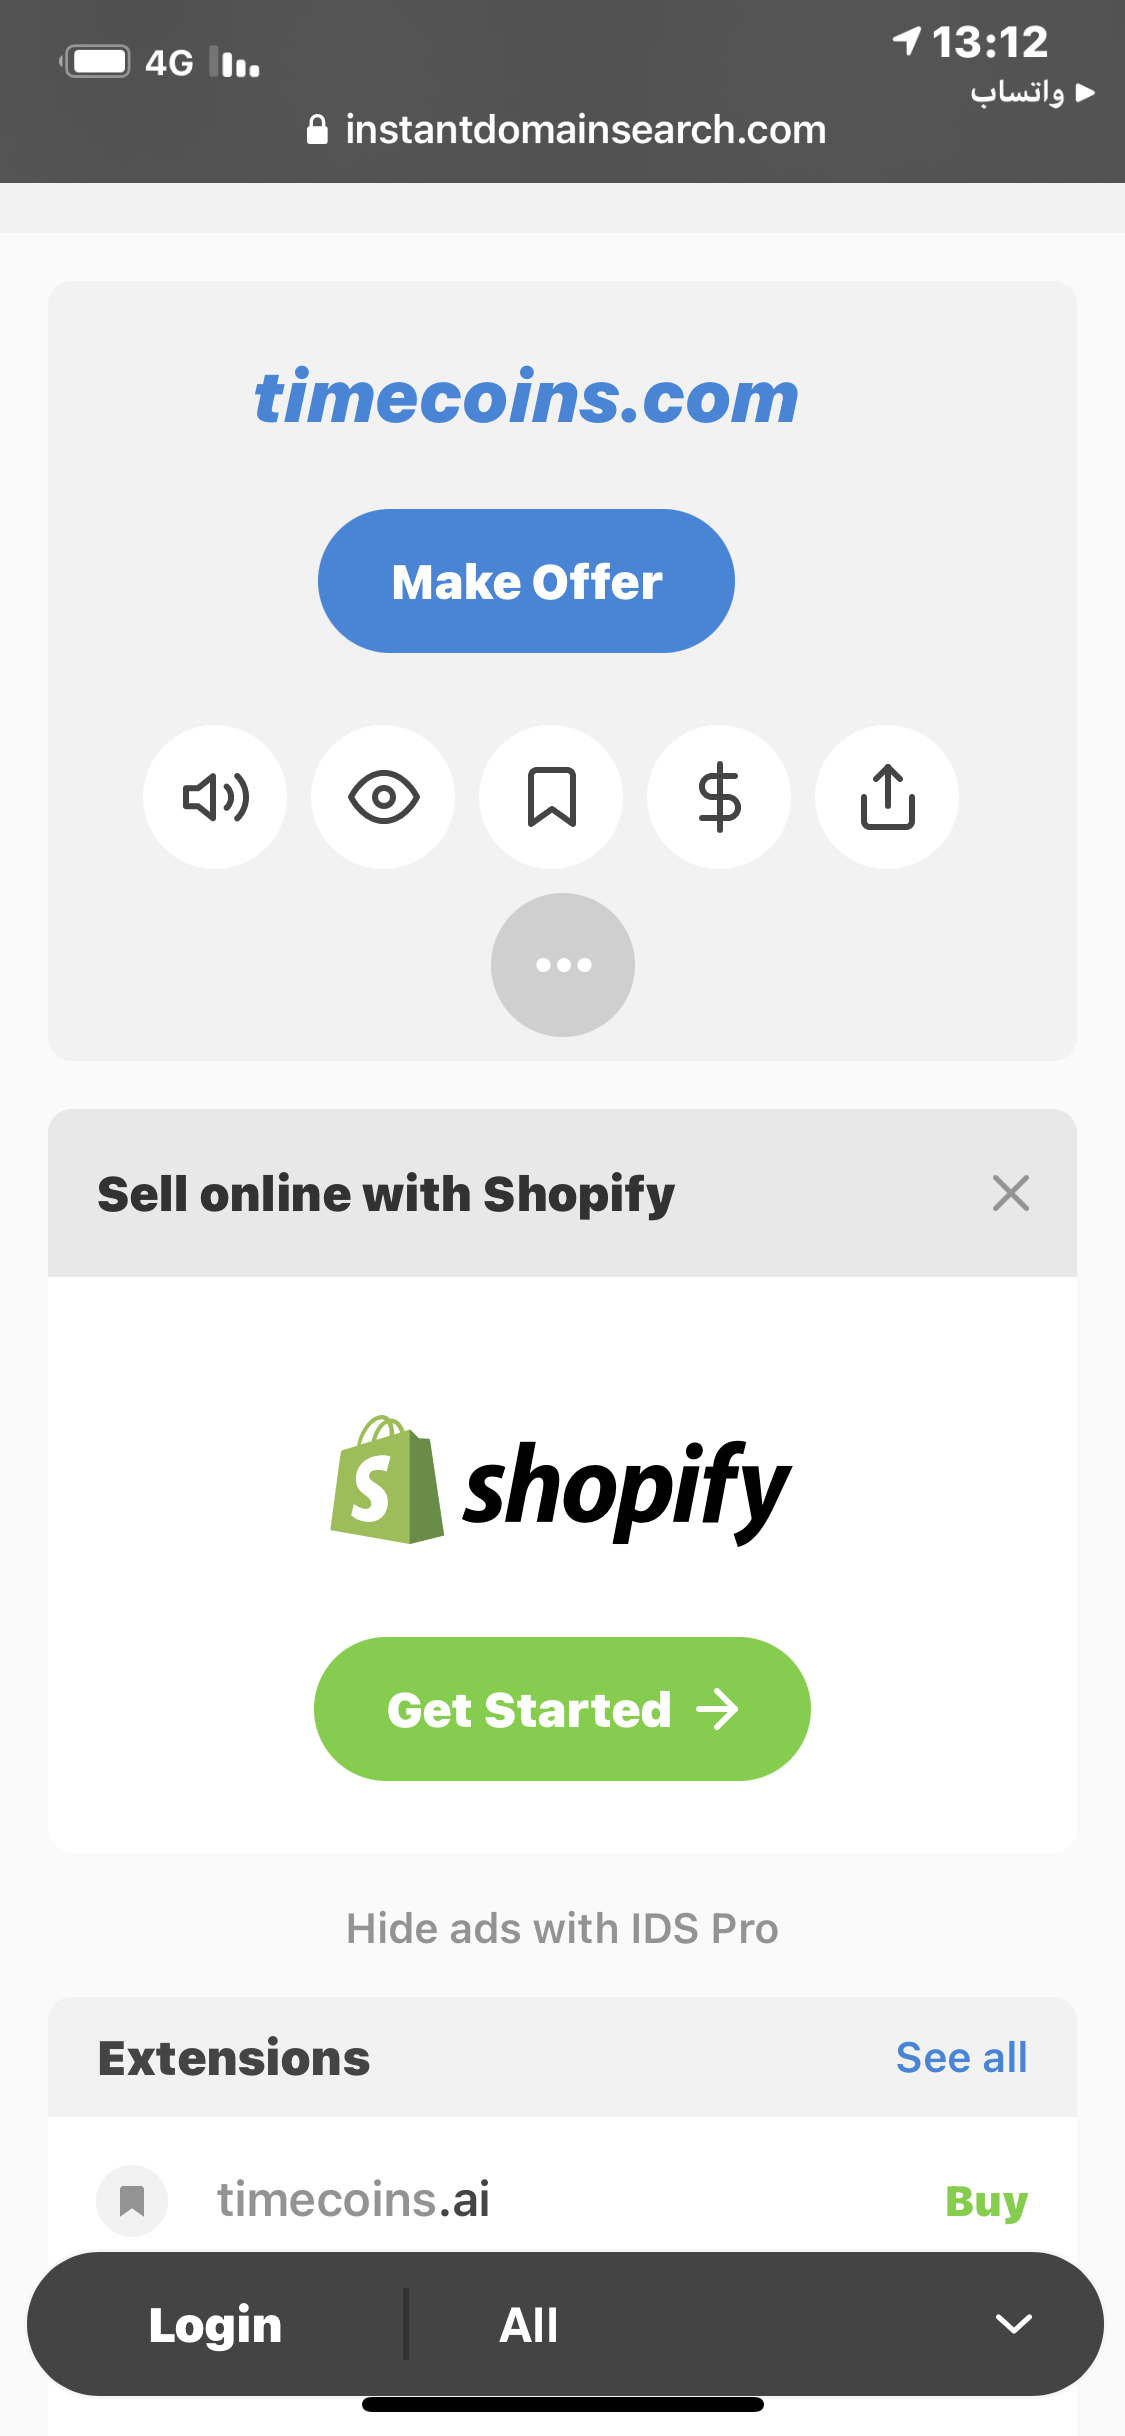 4G
13:12
واتساب
instantdomainsearch.com
timecoins.com
Make Offer
Sell online with Shopify
shopify
Get Started
Hide ads with IDS Pro
Extensions See all
timecoins.ai Buy
Login All